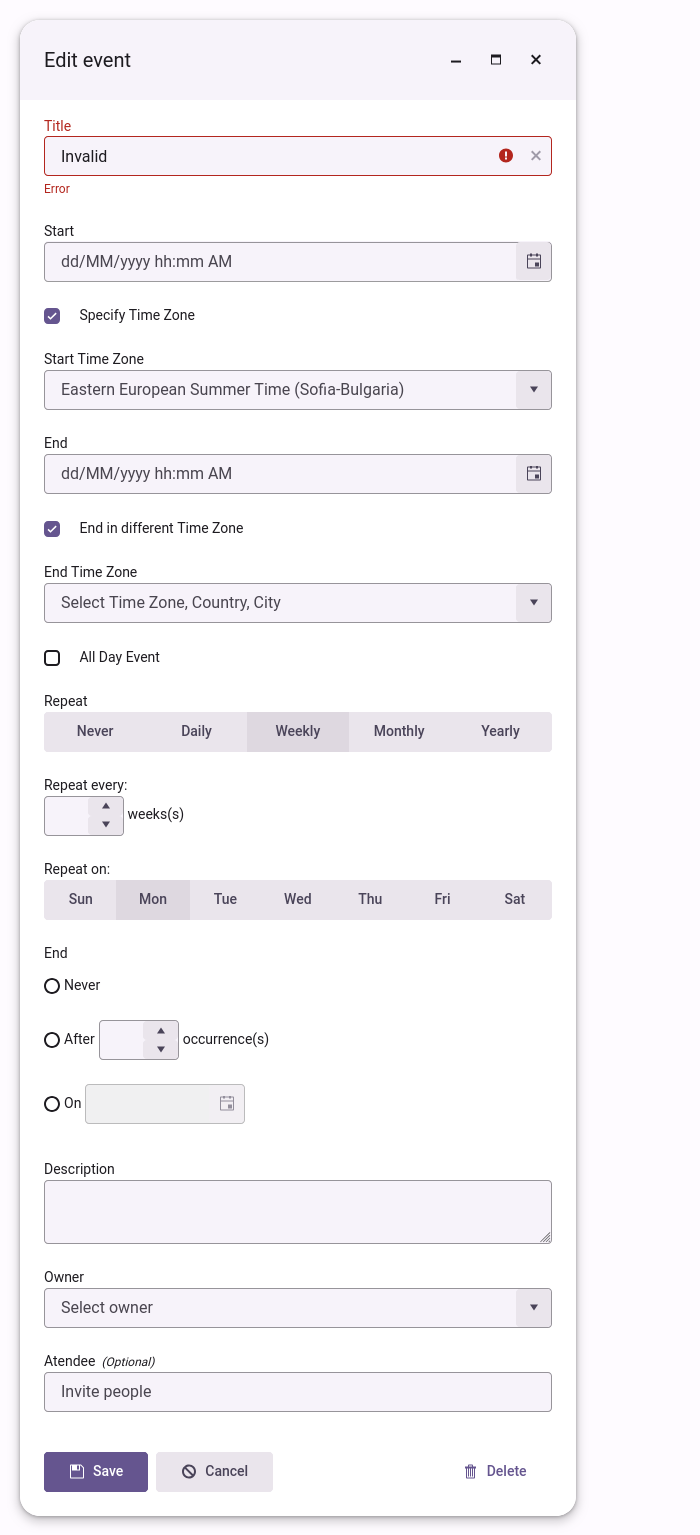 Edit event
Title
Invalid
Error
Start
dd/MM/yyyy hh:mm AM
Specify Time Zone
Start Time Zone
Eastern European Summer Time (Sofia-Bulgaria)
End
dd/MM/yyyy hh:mm AM
End in different Time Zone
End Time Zone
Select Time Zone, Country, City
All Day Event
Repeat
Never Daily Weekly Monthly Yearly
Repeat every:
weeks(s)
Repeat on:
Sun Mon Tue Wed Thu Fri Sat
End
Never
After occurrence(s)
On
Description
Owner
Select owner
Atendee (Optional)
Invite people
Save Cancel Delete